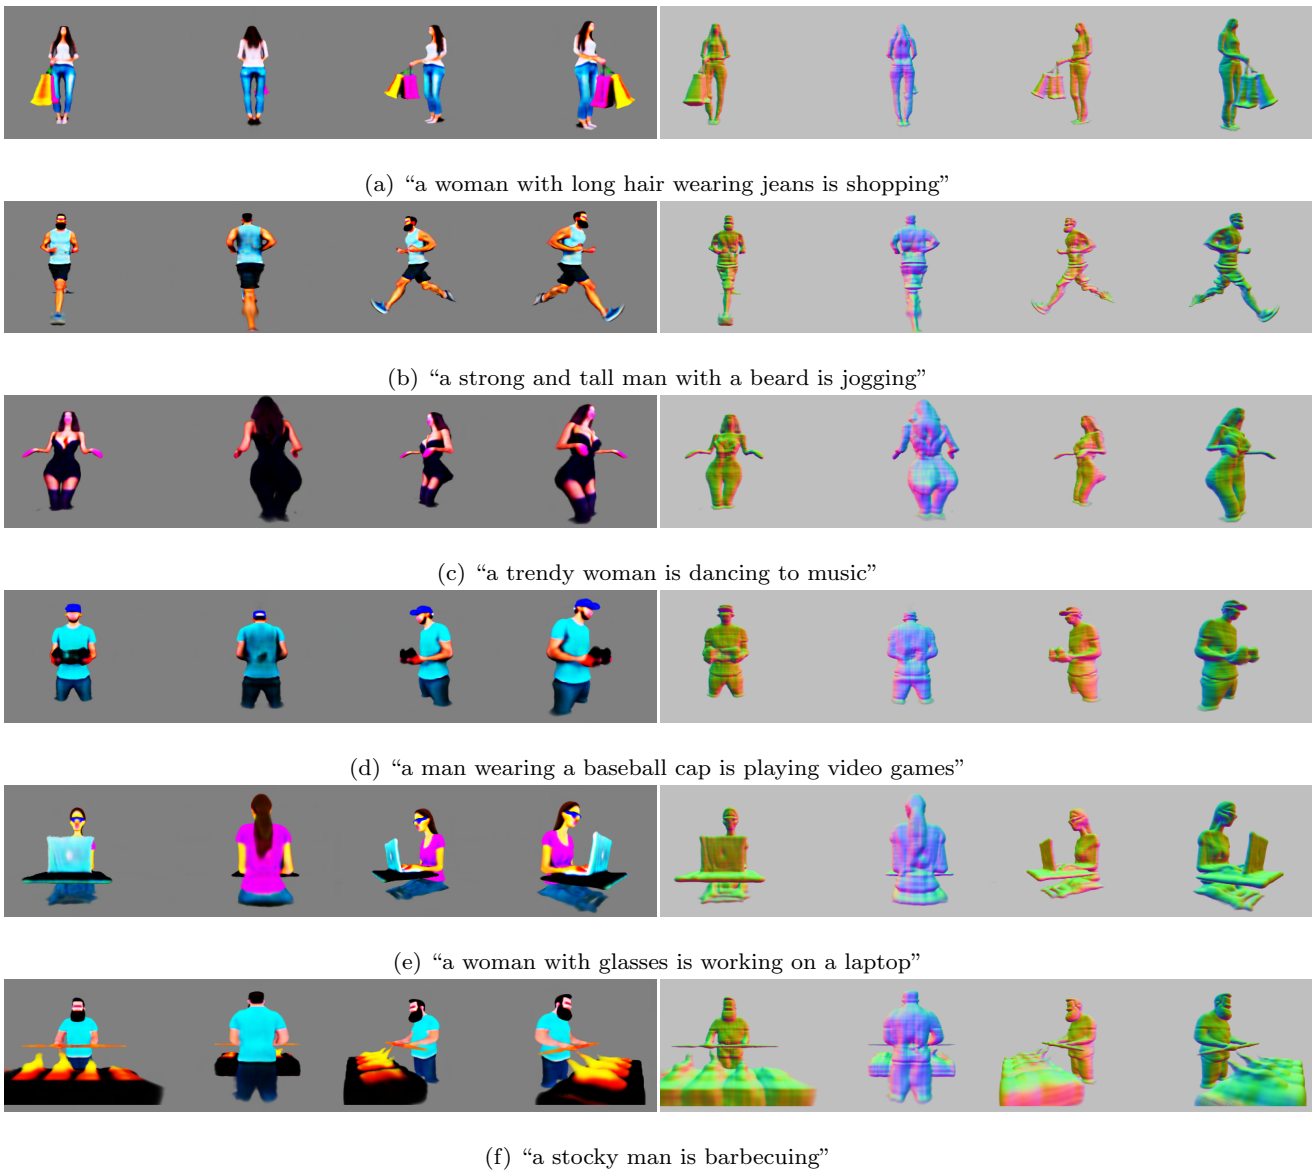 (a) “a woman with long hair wearing jeans is shopping”
(b) “a strong and tall man with a beard is jogging”
(c) “a trendy woman is dancing to music”
(d) “a man wearing a baseball cap is playing video games”
(e) “a woman with glasses is working on a laptop”
(f) “a stocky man is barbecuing”